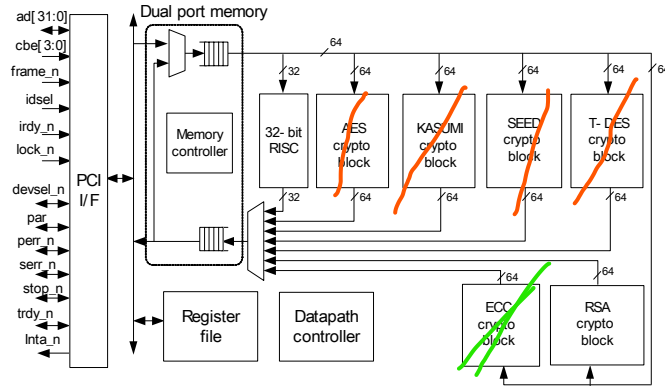 Dual port memory
ad[ 31:0]
cbe[ 3:0]
frame_n
idsel
irdy_n
lock_n
devsel_n
par
perr_n
serr_n
stop_n
trdy_n
Inta_n
PCI
I/F
Memory
controller
64
64
32
64
64
64
64
32- bit
RISC
AES
crypto
block
KASUMI
crypto
block
SEED
crypto
block
T- DES
crypto
block
32
64
64
64
64
64
64
ECC
crypto
block
RSA
crypto
block
Register
file
Datapath
controller